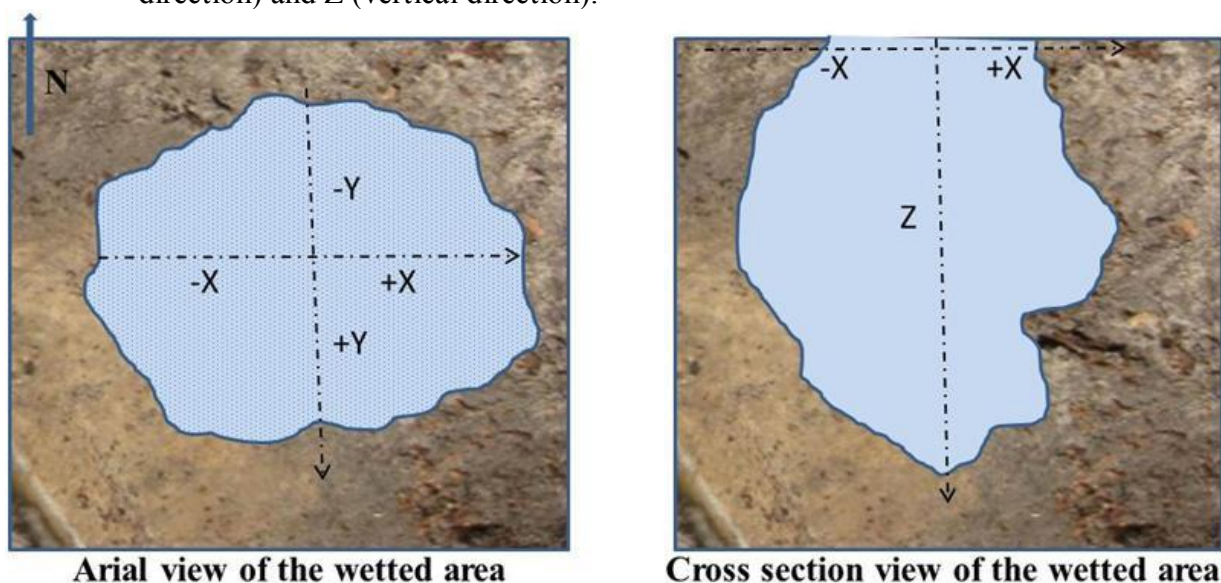 direction) and Z (vertical direction).
N
-Y
-X
+X
+Y
Arial view of the wetted area
-X
+X
Z
Cross section view of the wetted area